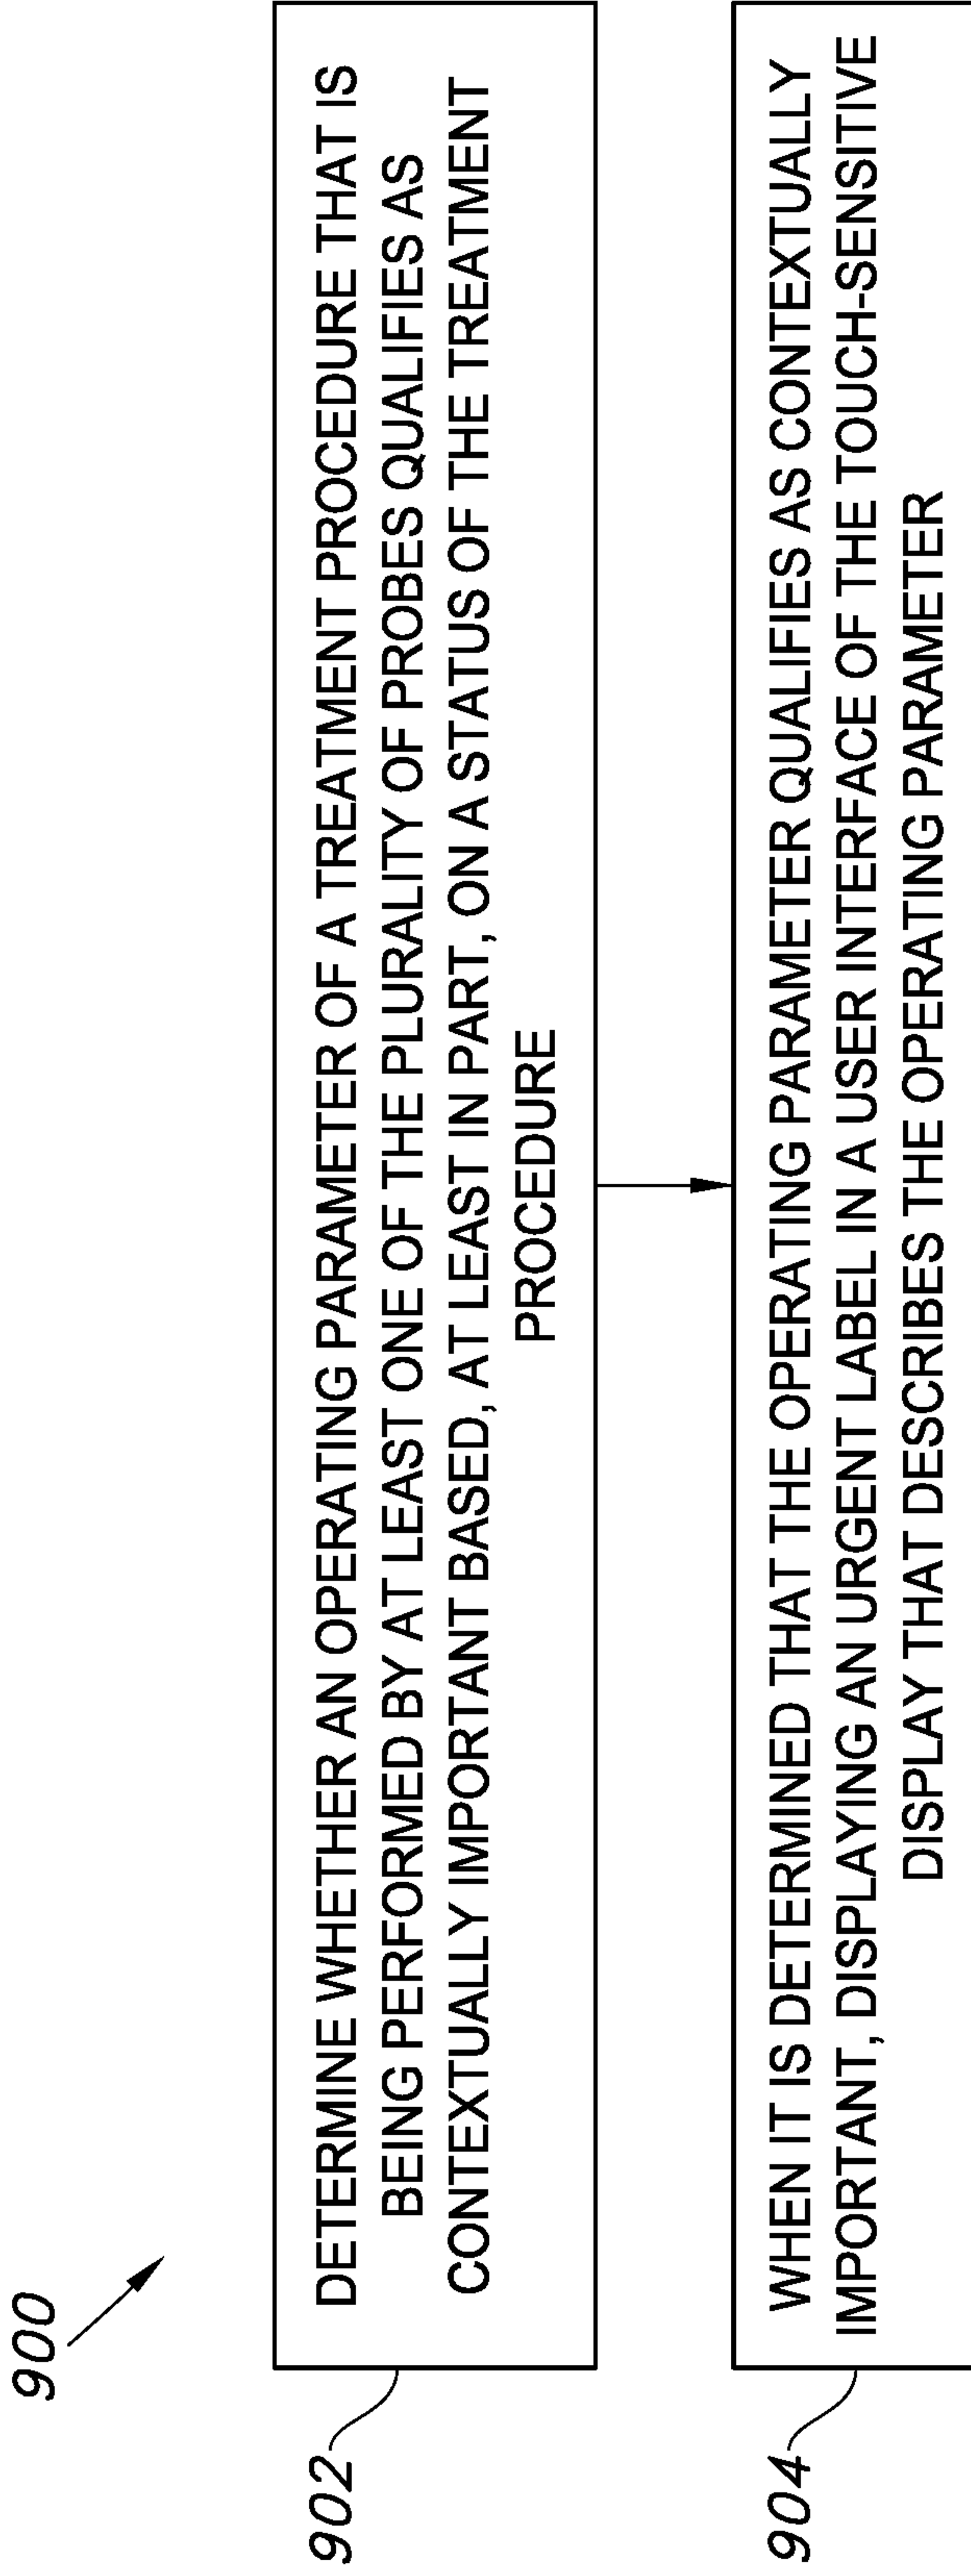 900
902
DETERMINE WHETHER AN OPERATING PARAMETER OF A TREATMENT PROCEDURE THAT IS
BEING PERFORMED BY AT LEAST ONE OF THE PLURALITY OF PROBES QUALIFIES AS
CONTEXTUALLY IMPORTANT BASED, AT LEAST IN PART, ON A STATUS OF THE TREATMENT
PROCEDURE
904
WHEN IT IS DETERMINED THAT THE OPERATING PARAMETER QUALIFIES AS CONTEXTUALLY
IMPORTANT, DISPLAYING AN URGENT LABEL IN A USER INTERFACE OF THE TOUCH-SENSITIVE
DISPLAY THAT DESCRIBES THE OPERATING PARAMETER